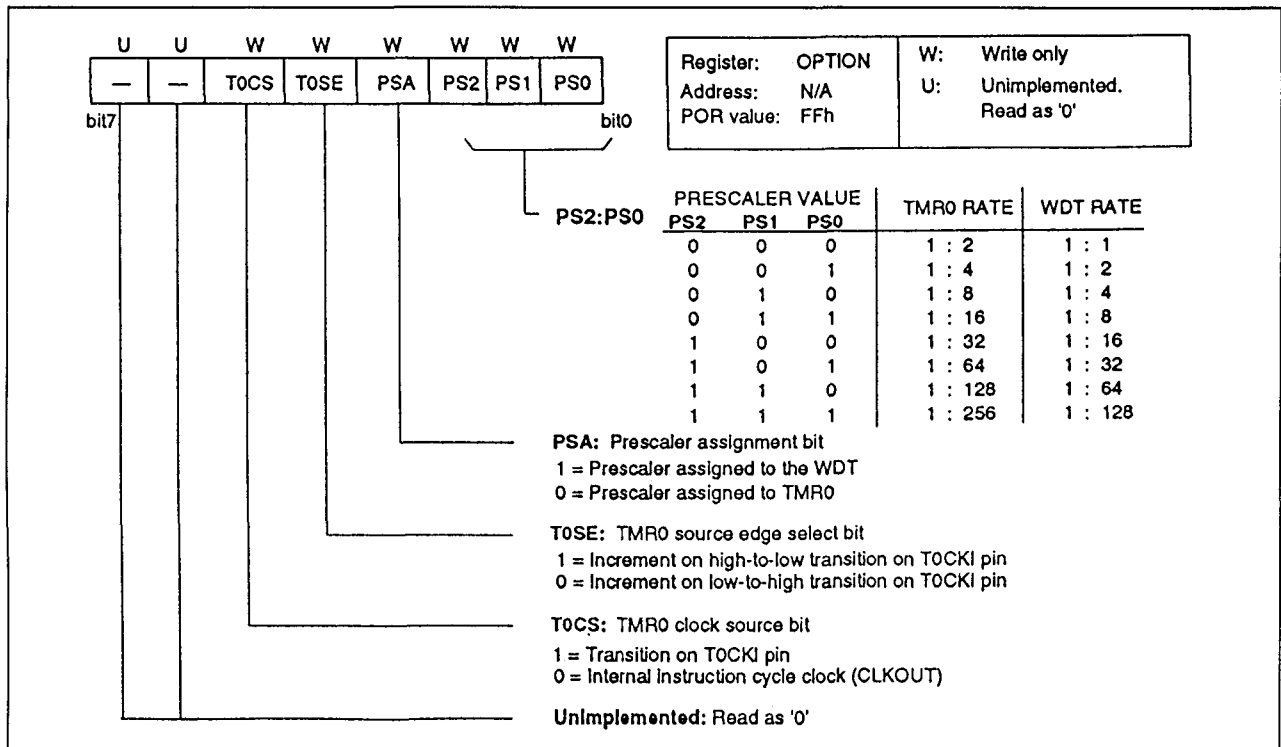 U U W W W W W W
— — T0CS T0SE PSA PS2 PS1 PS0
bit7 bit0
Register: OPTION
Address: N/A
POR value: FFh
W: Write only
U: Unimplemented.
Read as '0'
PS2:PS0
PRESCALER VALUE TMR0 RATE WDT RATE
PS2 PS1 PS0
0 0 0 1 : 2 1 : 1
0 0 1 1 : 4 1 : 2
0 1 0 1 : 8 1 : 4
0 1 1 1 : 16 1 : 8
1 0 0 1 : 32 1 : 16
1 0 1 1 : 64 1 : 32
1 1 0 1 : 128 1 : 64
1 1 1 1 : 256 1 : 128
PSA: Prescaler assignment bit
1 = Prescaler assigned to the WDT
0 = Prescaler assigned to TMR0
T0SE: TMR0 source edge select bit
1 = Increment on high-to-low transition on T0CKI pin
0 = Increment on low-to-high transition on T0CKI pin
T0CS: TMR0 clock source bit
1 = Transition on T0CKI pin
0 = Internal instruction cycle clock (CLKOUT)
Unimplemented: Read as '0'